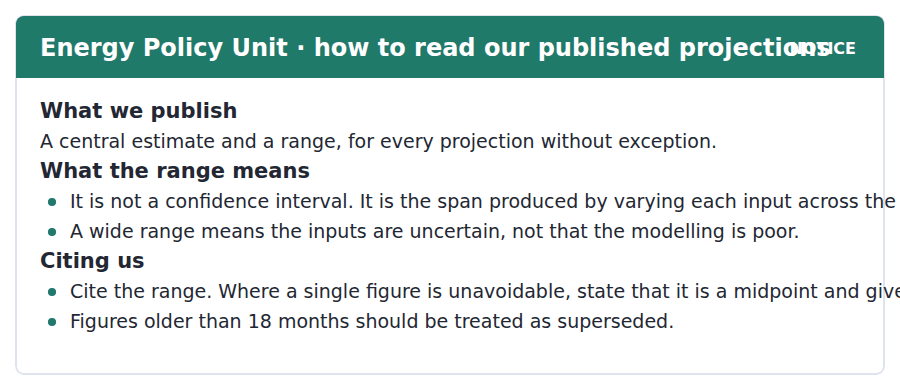 Energy Policy Unit · how to read our published projections
NOTICE
What we publish
A central estimate and a range, for every projection without exception.
What the range means
It is not a confidence interval. It is the span produced by varying each input across the
A wide range means the inputs are uncertain, not that the modelling is poor.
Citing us
Cite the range. Where a single figure is unavoidable, state that it is a midpoint and give
Figures older than 18 months should be treated as superseded.